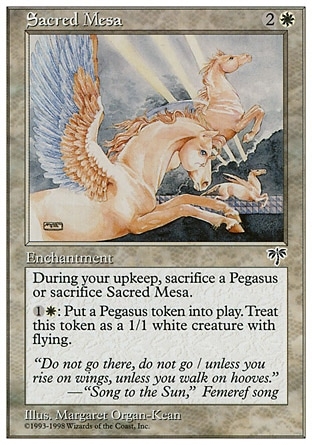 Sacred Mesa 2
Enchantment
During your upkeep, sacrifice a Pegasus
or sacrifice Sacred Mesa.
1: Put a Pegasus token into play. Treat
this token as a 1/1 white creature with
flying.
"Do not go there, do not go / unless you
rise on wings, unless you walk on hooves."
—"Song to the Sun," Femeref song
Illus. Margaret Organ-Kean
©1993-1998 Wizards of the Coast, Inc.